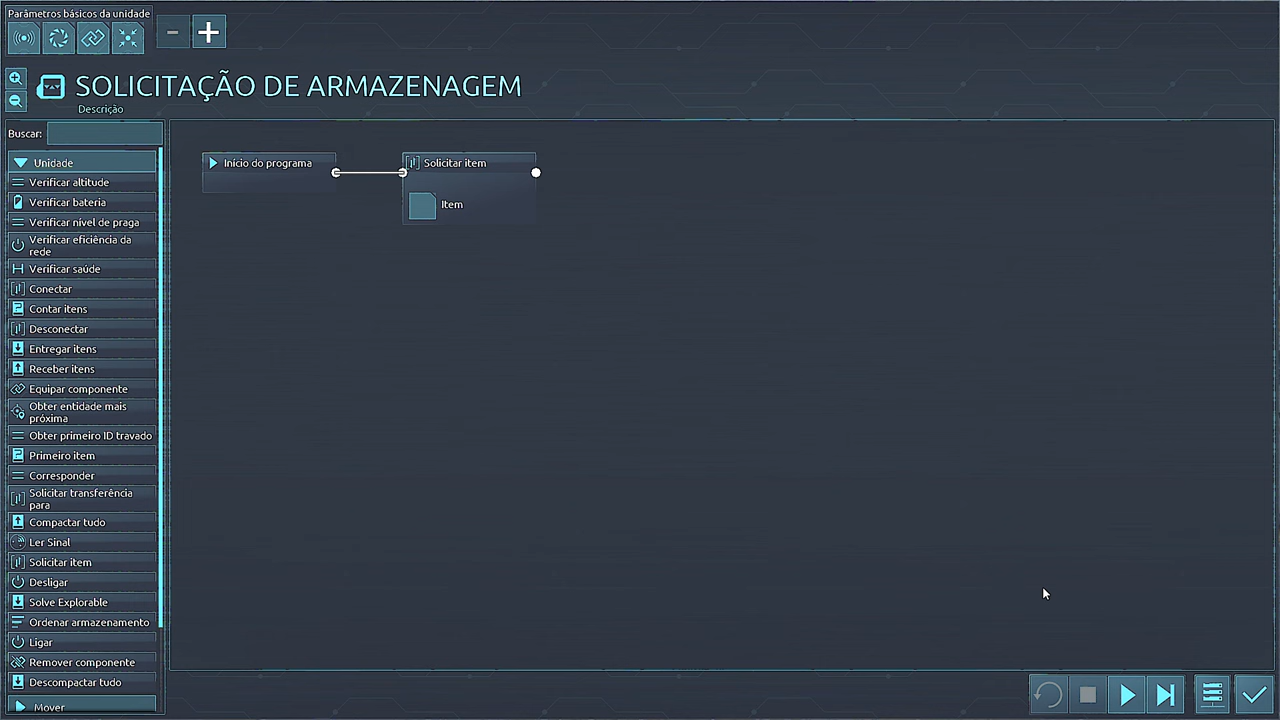 Parâmetros básicos da unidade
SOLICITAÇÃO DE ARMAZENAGEM
Descrição
Buscar:
Unidade
Verificar altitude
Verificar bateria
Verificar nível de praga
Verificar eficiência da
rede
Verificar saúde
Conectar
Contar itens
Desconectar
Entregar itens
Receber itens
Equipar componente
Obter entidade mais
próxima
Obter primeiro ID travado
Primeiro item
Corresponder
Solicitar transferência
para
Compactar tudo
Ler Sinal
Solicitar item
Desligar
Solve Explorable
Ordenar armazenamento
Ligar
Remover componente
Descompactar tudo
Mover
Início do programa
Solicitar item
Item